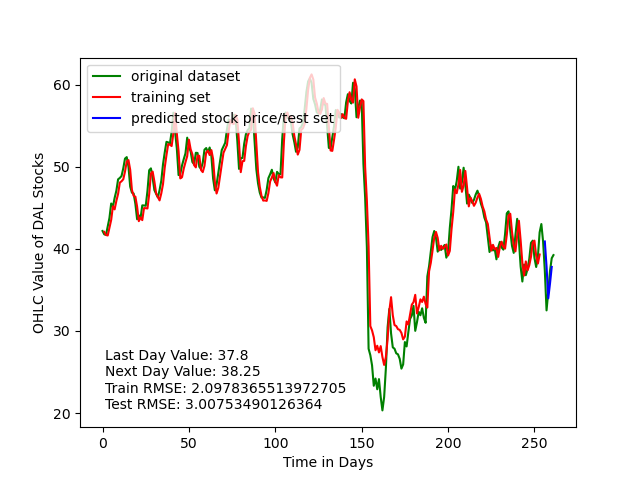 original dataset
training set
predicted stock price/test set
60
50
40
30
20
OHLC Value of DAL Stocks
Last Day Value: 37.8
Next Day Value: 38.25
Train RMSE: 2.0978365513972705
Test RMSE: 3.00753490126364
0 50 100 150 200 250
Time in Days